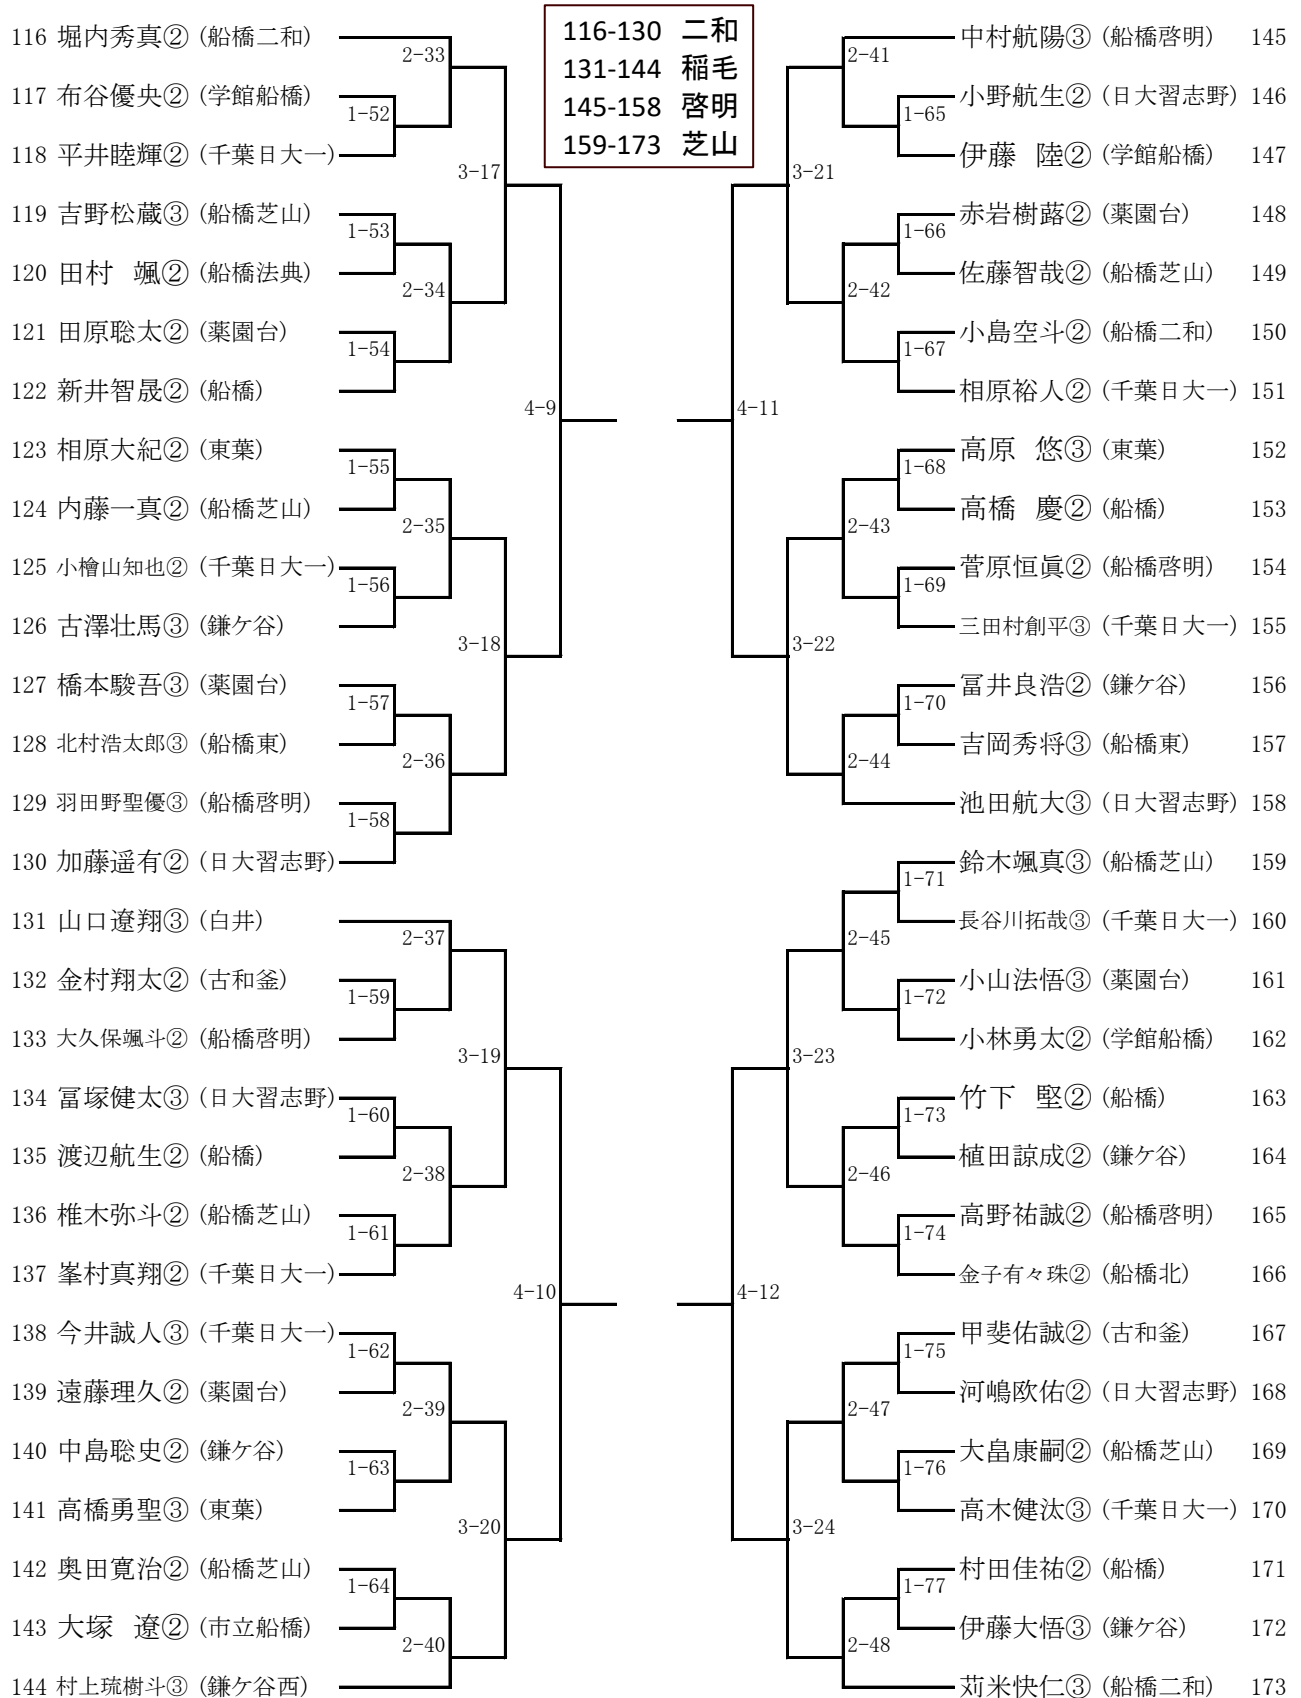 116-130 二和
131-144 稲毛
145-158 啓明
159-173 芝山
116 堀内秀真② (船橋二和)
117 布谷優央② (学館船橋)
118 平井睦輝② (千葉日大一)
119 吉野松蔵③ (船橋芝山)
120 田村 颯② (船橋法典)
121 田原聡太② (薬園台)
122 新井智晟② (船橋)
123 相原大紀② (東葉)
124 内藤一真② (船橋芝山)
125 小檜山知也② (千葉日大一)
126 古澤壮馬③ (鎌ケ谷)
127 橋本駿吾③ (薬園台)
128 北村浩太郎③ (船橋東)
129 羽田野聖優③ (船橋啓明)
130 加藤遥有② (日大習志野)
131 山口遼翔③ (白井)
132 金村翔太② (古和釜)
133 大久保颯斗② (船橋啓明)
134 冨塚健太③ (日大習志野)
135 渡辺航生② (船橋)
136 椎木弥斗② (船橋芝山)
137 峯村真翔② (千葉日大一)
138 今井誠人③ (千葉日大一)
139 遠藤理久② (薬園台)
140 中島聡史② (鎌ケ谷)
141 高橋勇聖③ (東葉)
142 奥田寛治② (船橋芝山)
143 大塚 遼② (市立船橋)
144 村上琉樹斗③ (鎌ケ谷西)
1-52
1-53
1-54
1-55
1-56
1-57
1-58
1-59
1-60
1-61
1-62
1-63
1-64
2-33
2-34
2-35
2-36
2-37
2-38
2-39
2-40
3-17
3-18
3-19
3-20
4-9
4-10
4-11
4-12
3-21
3-22
3-23
3-24
2-41
2-42
2-43
2-44
2-45
2-46
2-47
2-48
1-65
1-66
1-67
1-68
1-69
1-70
1-71
1-72
1-73
1-74
1-75
1-76
1-77
中村航陽③ (船橋啓明) 145
小野航生② (日大習志野) 146
伊藤 陸② (学館船橋) 147
赤岩樹蕗② (薬園台) 148
佐藤智哉② (船橋芝山) 149
小島空斗② (船橋二和) 150
相原裕人② (千葉日大一) 151
高原 悠③ (東葉) 152
高橋 慶② (船橋) 153
菅原恒眞② (船橋啓明) 154
三田村創平③ (千葉日大一) 155
冨井良浩② (鎌ケ谷) 156
吉岡秀将③ (船橋東) 157
池田航大③ (日大習志野) 158
鈴木颯真③ (船橋芝山) 159
長谷川拓哉③ (千葉日大一) 160
小山法悟③ (薬園台) 161
小林勇太② (学館船橋) 162
竹下 堅② (船橋) 163
植田諒成② (鎌ケ谷) 164
高野祐誠② (船橋啓明) 165
金子有々珠② (船橋北) 166
甲斐佑誠② (古和釜) 167
河嶋欧佑② (日大習志野) 168
大畠康嗣② (船橋芝山) 169
高木健汰③ (千葉日大一) 170
村田佳祐② (船橋) 171
伊藤大悟③ (鎌ケ谷) 172
苅米快仁③ (船橋二和) 173